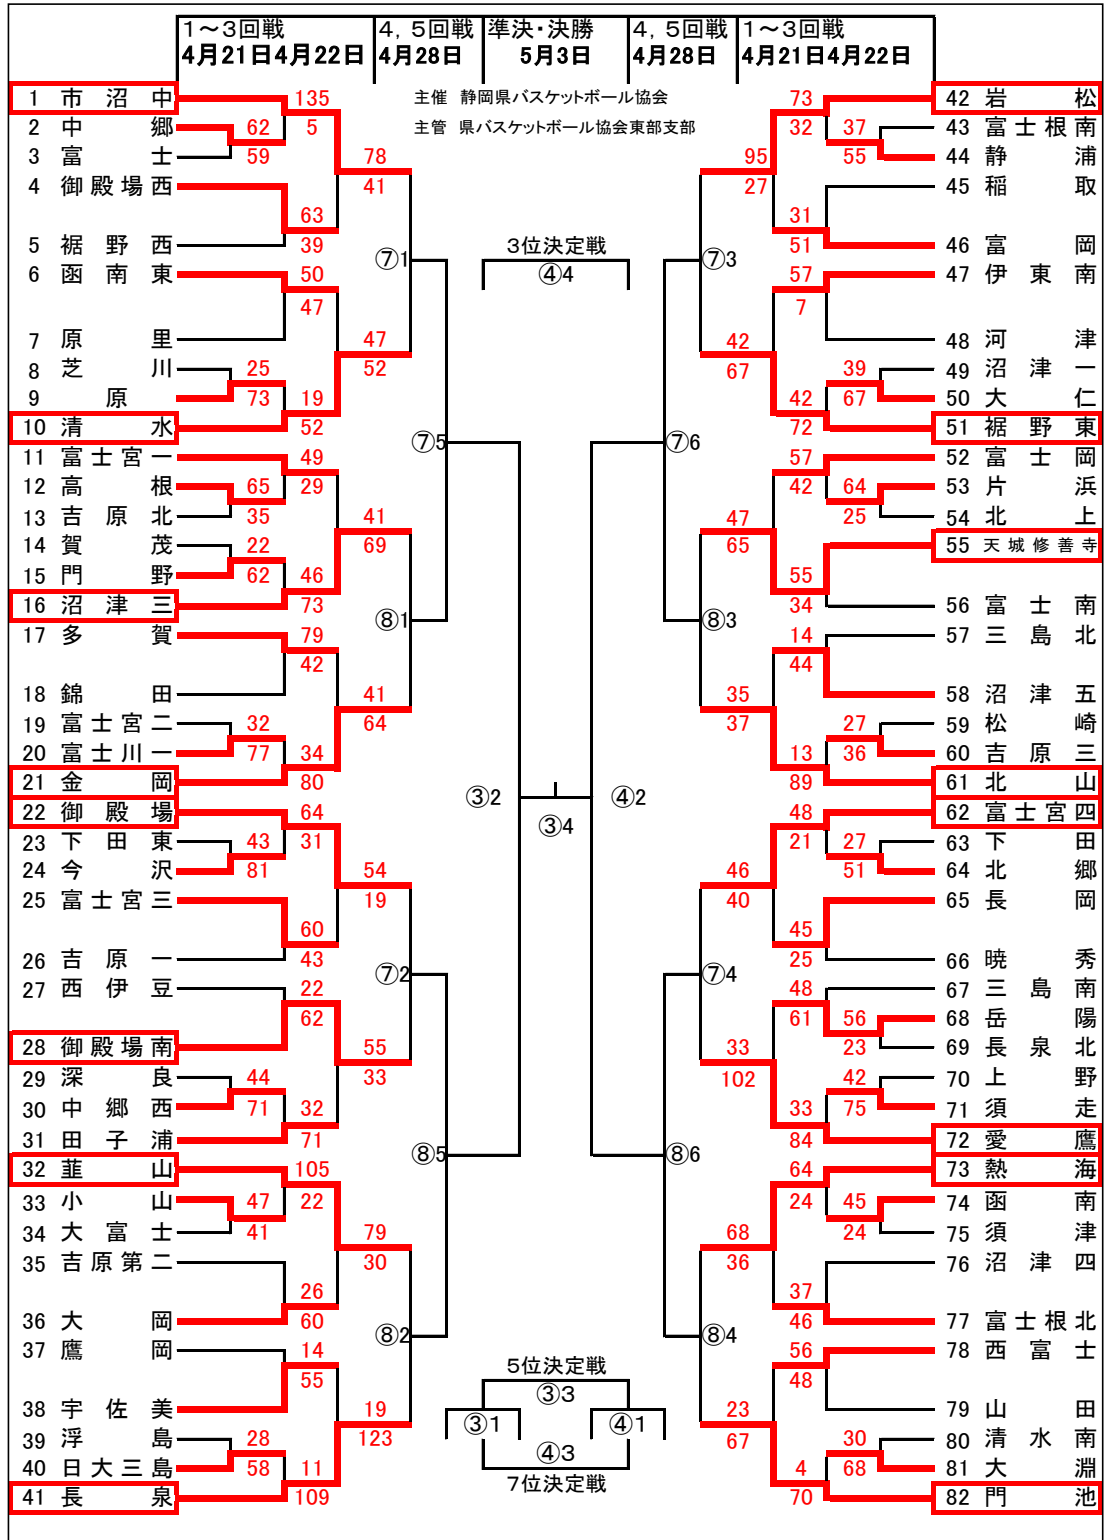 1～3回戦 4，5回戦 準決・決勝 4，5回戦 1～3回戦
4月21日4月22日 4月28日 5月3日 4月28日 4月21日4月22日
主催 静岡県バスケットボール協会
主管 県バスケットボール協会東部支部
1 市沼中
2 中郷
3 富士
4 御殿場西
5 裾野西
6 函南東
7 原里
8 芝川
9 原
10 清水
11 富士宮一
12 高根
13 吉原北
14 賀茂
15 門野
16 沼津三
17 多賀
18 錦田
19 富士宮二
20 富士川一
21 金岡
22 御殿場
23 下田東
24 今沢
25 富士宮三
26 吉原一
27 西伊豆
28 御殿場南
29 深良
30 中郷西
31 田子浦
32 韮山
33 小山
34 大富士
35 吉原第二
36 大岡
37 鷹岡
38 宇佐美
39 浮島
40 日大三島
41 長泉
62
59
25
73
65
35
22
62
32
77
43
81
44
71
47
41
28
58
135
5
63
39
50
47
19
52
49
29
46
73
79
42
34
80
64
31
60
43
22
62
32
71
105
22
26
60
14
55
11
109
78
41
47
52
41
69
41
64
54
19
55
33
79
30
19
123
⑦1
⑧1
⑦2
⑧2
⑦5
⑧5
3位決定戦
④4
③2
③4
④2
5位決定戦
③3
③1
④1
④3
7位決定戦
⑦6
⑧6
⑦3
⑧3
⑦4
⑧4
95
27
42
67
47
65
35
37
46
40
33
102
68
36
23
67
73
32
31
51
57
7
42
72
57
42
55
34
14
44
13
89
48
21
45
25
48
61
33
84
64
24
37
46
56
48
4
70
37
55
39
67
64
25
27
36
27
51
56
23
42
75
45
24
30
68
42 岩松
43 富士根南
44 静浦
45 稲取
46 富岡
47 伊東南
48 河津
49 沼津一
50 大仁
51 裾野東
52 富士岡
53 片浜
54 北上
55 天城修善寺
56 富士南
57 三島北
58 沼津五
59 松崎
60 吉原三
61 北山
62 富士宮四
63 下田
64 北郷
65 長岡
66 暁秀
67 三島南
68 岳陽
69 長泉北
70 上野
71 須走
72 愛鷹
73 熱海
74 函南
75 須津
76 沼津四
77 富士根北
78 西富士
79 山田
80 清水南
81 大淵
82 門池